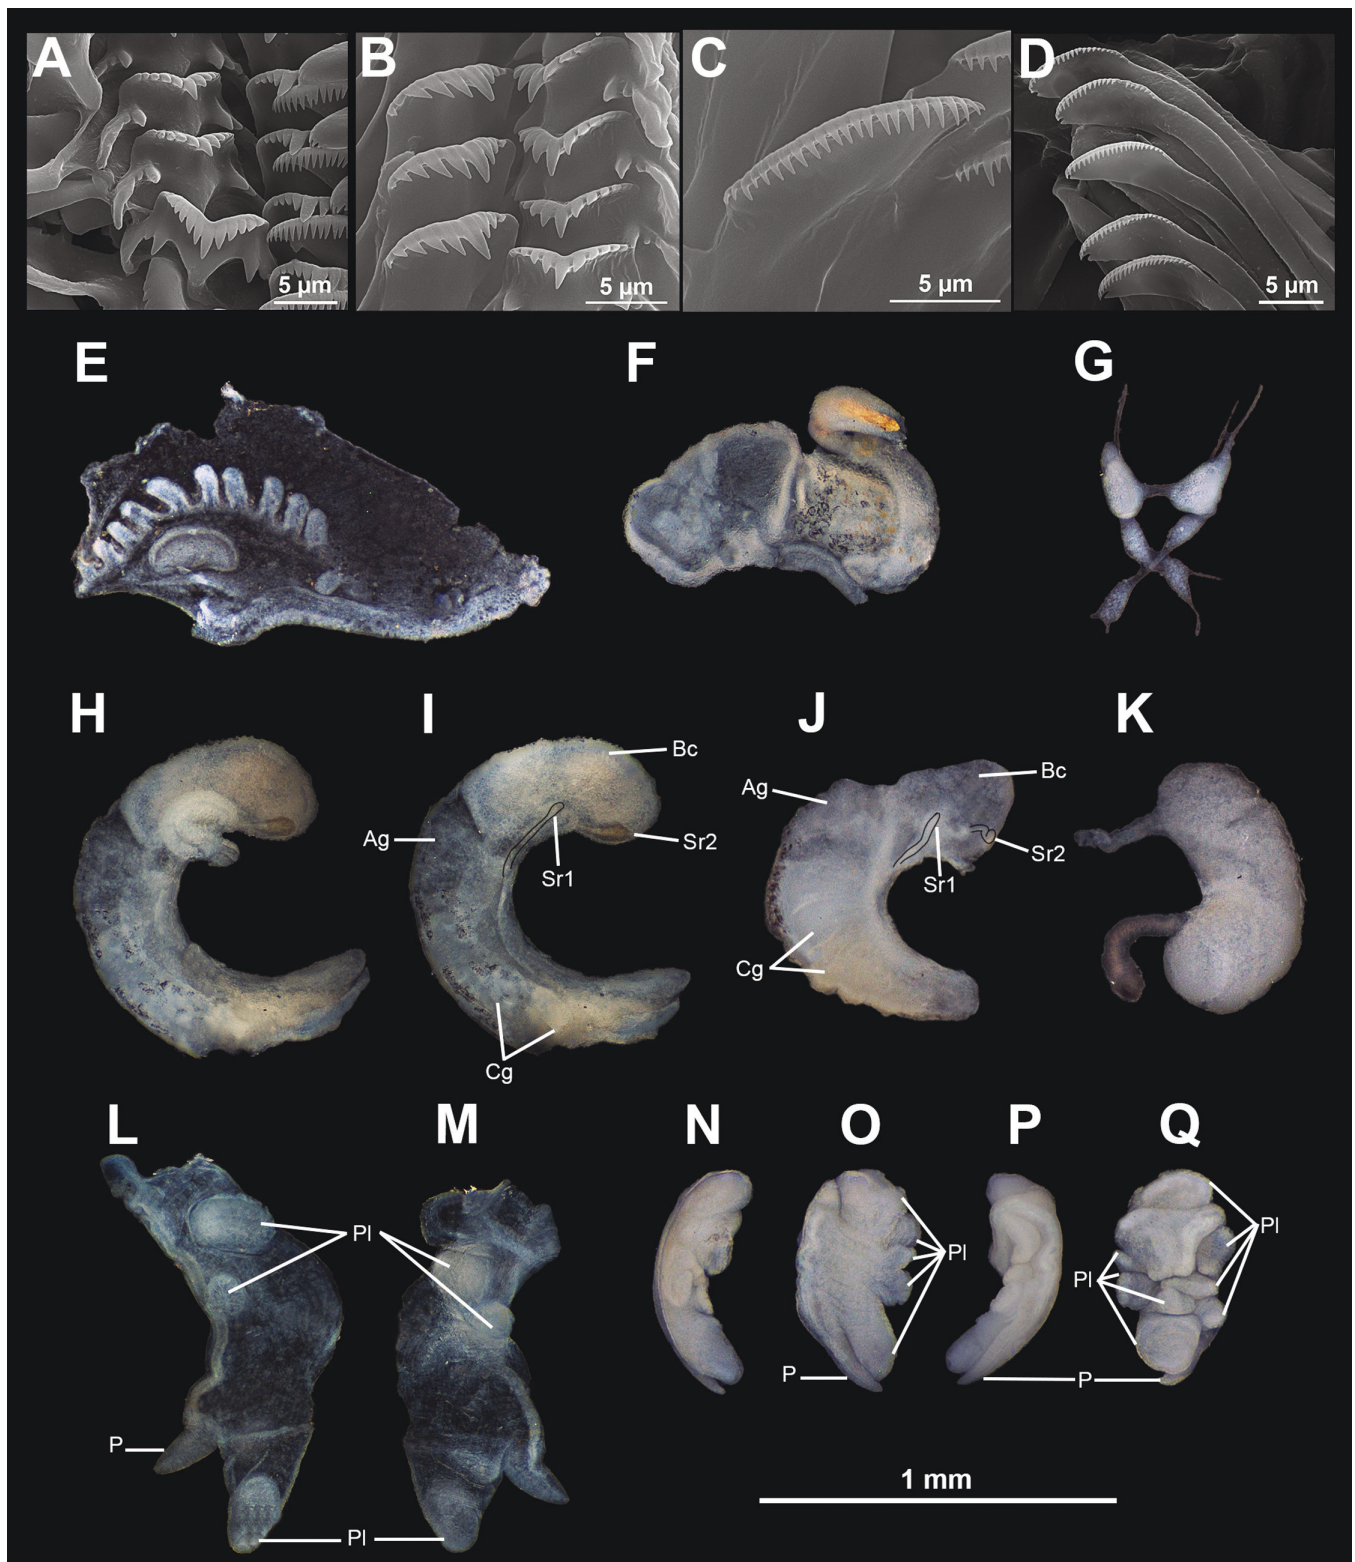 A B C D
5 µm 5 µm 5 µm 5 µm
E F G
H I J K
Bc Bc
Ag Ag
Sr2 Sr2
Sr1 Sr1
Cg Cg
L M N O P Q
Pl Pl Pl Pl
P P P
Pl
1 mm